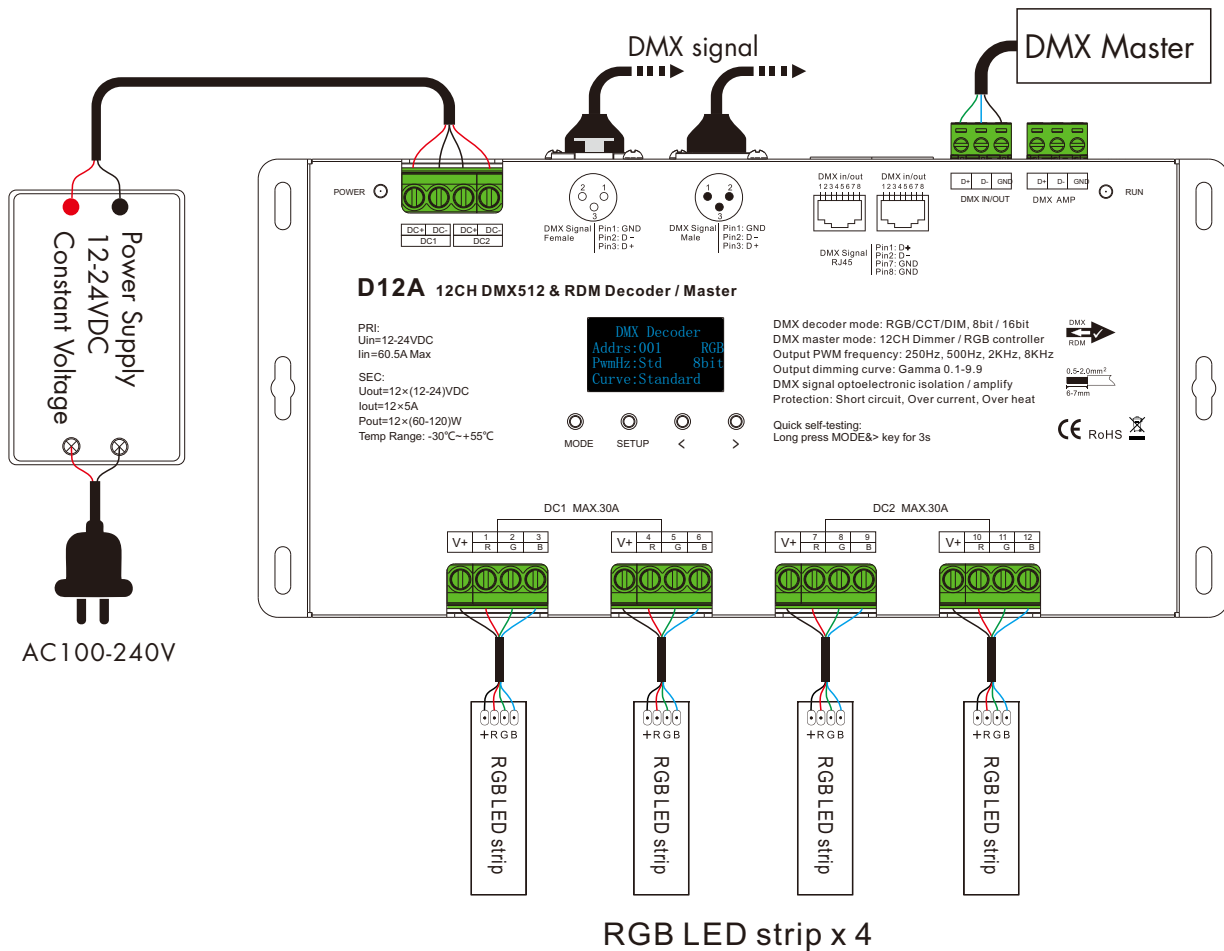 DMX signal
DMX Master
Power Supply
12-24VDC
Constant Voltage
AC100-240V
POWER
DC+ DC- DC+ DC-
DC1 DC2
2 1
3
DMX Signal
Female
Pin1: GND
Pin2: D-
Pin3: D+
1 2
3
DMX Signal
Male
Pin1: GND
Pin2: D-
Pin3: D+
DMX in/out
12345678
DMX in/out
12345678
DMX Signal
RJ45
Pin1: D+
Pin2: D-
Pin7: GND
Pin8: GND
D+ D- GND
DMX IN/OUT
D+ D- GND
DMX AMP
RUN
D12A 12CH DMX512 & RDM Decoder / Master
PRI:
Uin=12-24VDC
Iin=60.5A Max
SEC:
Uout=12×(12-24)VDC
Iout=12×5A
Pout=12×(60-120)W
Temp Range: -30℃~+55℃
DMX Decoder
Addrs:001 RGB
PwmHz:Std 8bit
Curve:Standard
MODE SETUP < >
DMX decoder mode: RGB/CCT/DIM, 8bit / 16bit
DMX master mode: 12CH Dimmer / RGB controller
Output PWM frequency: 250Hz, 500Hz, 2KHz, 8KHz
Output dimming curve: Gamma 0.1-9.9
DMX signal optoelectronic isolation / amplify
Protection: Short circuit, Over current, Over heat
Quick self-testing:
Long press MODE&> key for 3s
DMX
RDM
0.5-2.0mm²
6-7mm
CE RoHS
DC1 MAX.30A
DC2 MAX.30A
V+ 1 2 3
R G B
V+ 4 5 6
R G B
V+ 7 8 9
R G B
V+ 10 11 12
R G B
+RGB
RGB LED strip
+RGB
RGB LED strip
+RGB
RGB LED strip
+RGB
RGB LED strip
RGB LED strip x 4